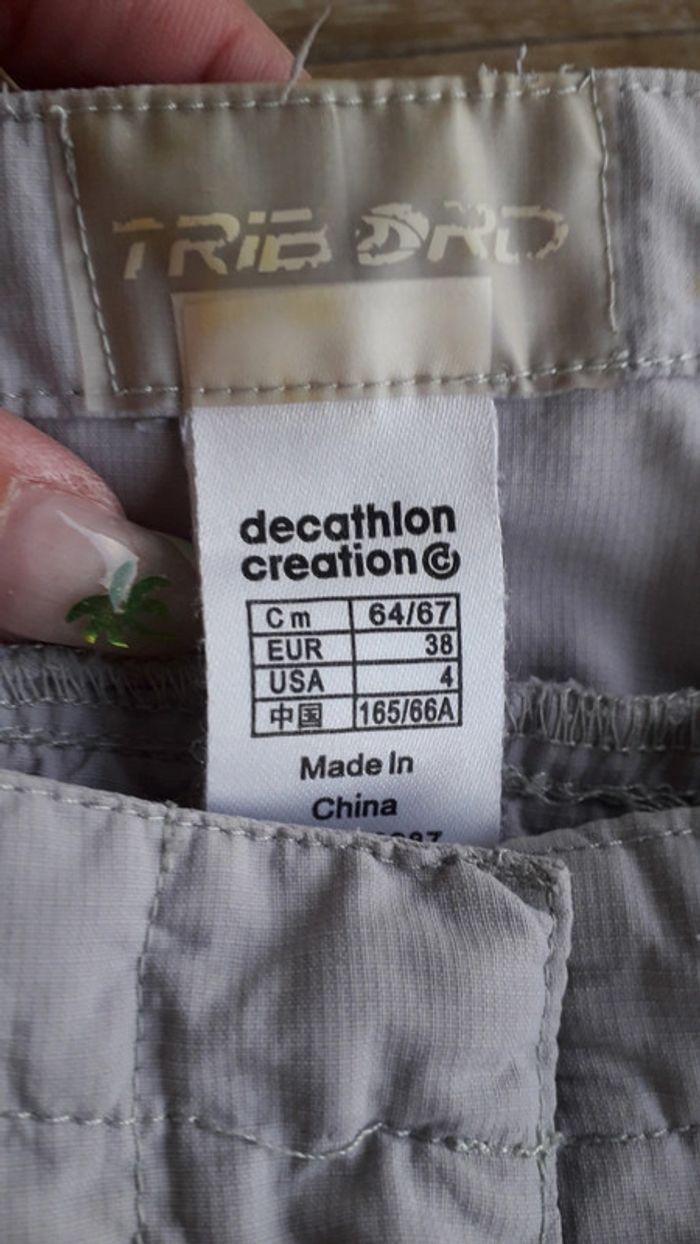 TRIBORD
decathlon
creation
Cm 64/67
EUR 38
USA 4
中国 165/66A
Made In
China